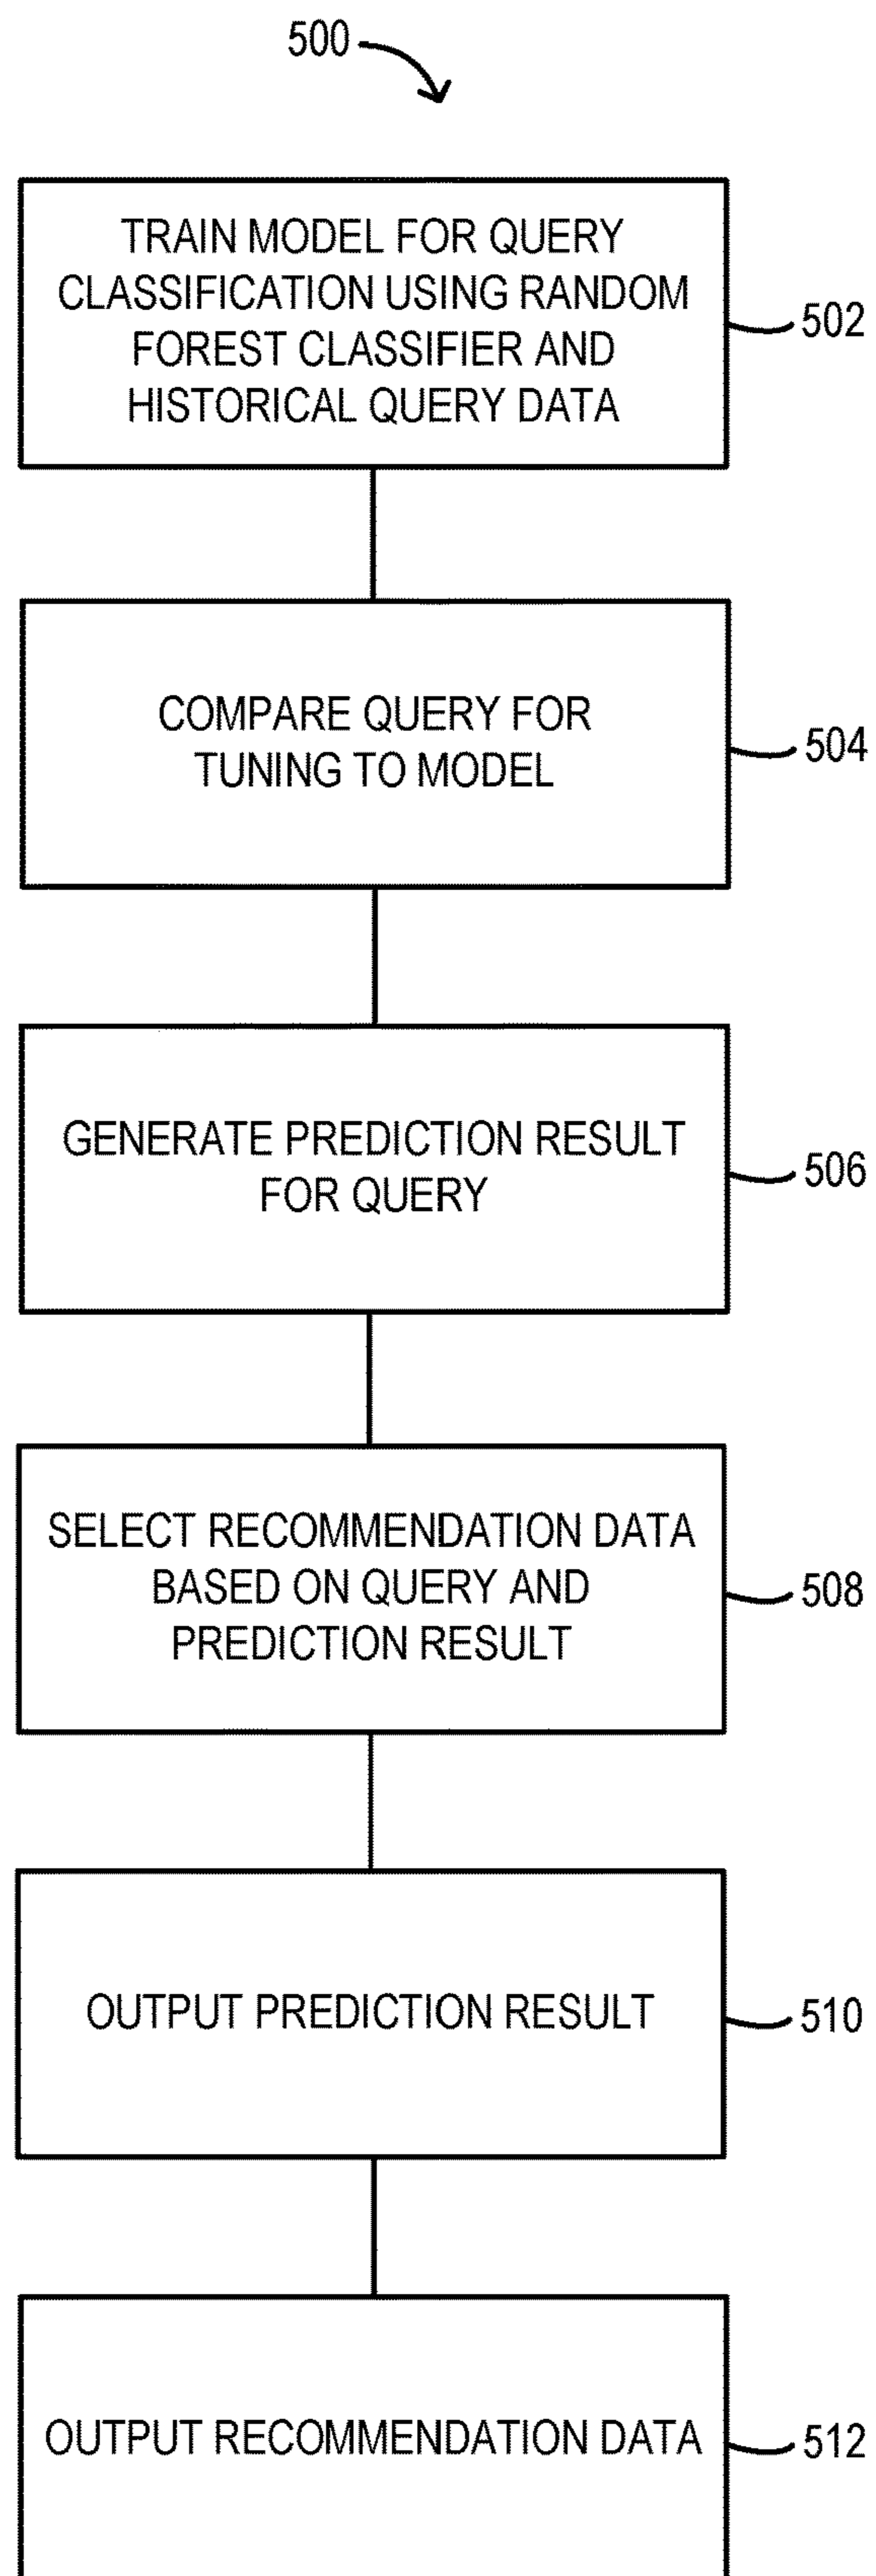 500
TRAIN MODEL FOR QUERY
CLASSIFICATION USING RANDOM
FOREST CLASSIFIER AND
HISTORICAL QUERY DATA
502
COMPARE QUERY FOR
TUNING TO MODEL
504
GENERATE PREDICTION RESULT
FOR QUERY
506
SELECT RECOMMENDATION DATA
BASED ON QUERY AND
PREDICTION RESULT
508
OUTPUT PREDICTION RESULT
510
OUTPUT RECOMMENDATION DATA
512